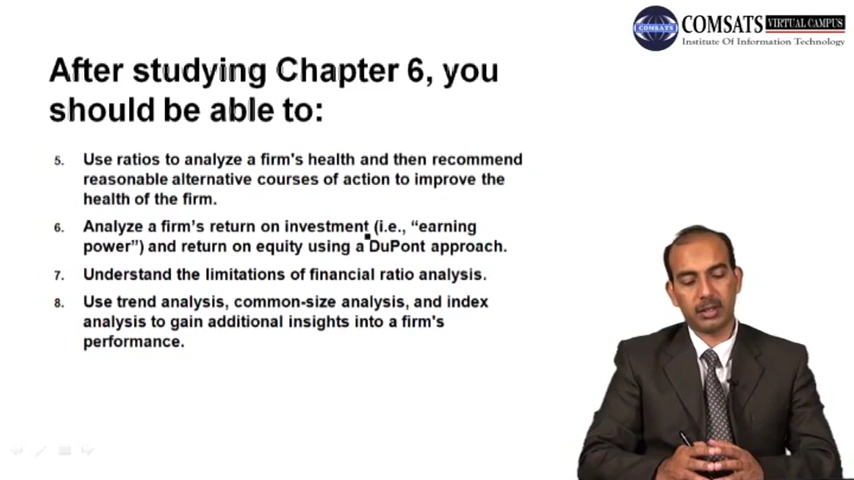 COMSATS VIRTUAL CAMPUS
COMSATS
Institute Of Information Technology
After studying Chapter 6, you
should be able to:
5. Use ratios to analyze a firm's health and then recommend
reasonable alternative courses of action to improve the
health of the firm.
6. Analyze a firm's return on investment (i.e., “earning
power”) and return on equity using a DuPont approach.
7. Understand the limitations of financial ratio analysis.
8. Use trend analysis, common-size analysis, and index
analysis to gain additional insights into a firm's
performance.